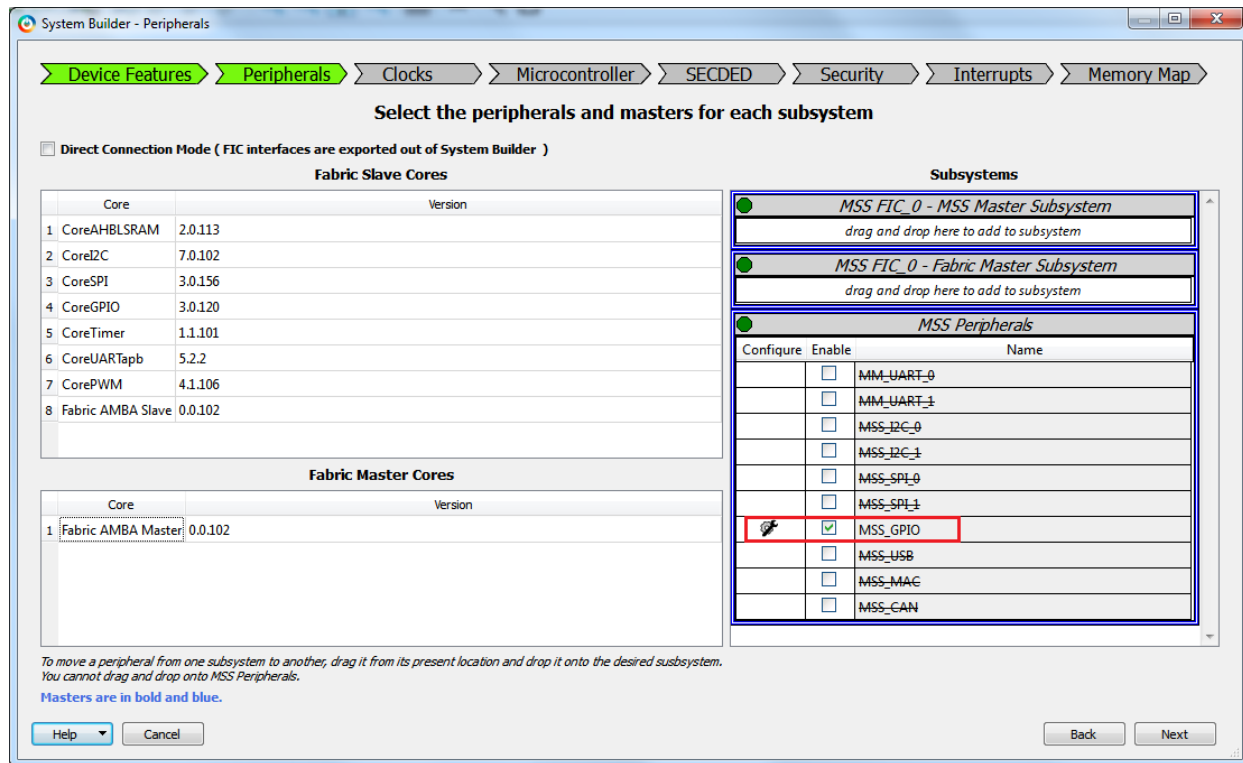 System Builder - Peripherals
Device Features Peripherals Clocks Microcontroller SECDED Security Interrupts Memory Map
Select the peripherals and masters for each subsystem
Direct Connection Mode ( FIC interfaces are exported out of System Builder )
Fabric Slave Cores
Core Version
1 CoreAHBLSRAM 2.0.113
2 CoreI2C 7.0.102
3 CoreSPI 3.0.156
4 CoreGPIO 3.0.120
5 CoreTimer 1.1.101
6 CoreUARTapb 5.2.2
7 CorePWM 4.1.106
8 Fabric AMBA Slave 0.0.102
Fabric Master Cores
Core Version
1 Fabric AMBA Master 0.0.102
Subsystems
MSS FIC_0 - MSS Master Subsystem
drag and drop here to add to subsystem
MSS FIC_0 - Fabric Master Subsystem
drag and drop here to add to subsystem
MSS Peripherals
Configure Enable Name
MM_UART_0
MM_UART_1
MSS_I2C_0
MSS_I2C_1
MSS_SPI_0
MSS_SPI_1
MSS_GPIO
MSS_USB
MSS_MAC
MSS_CAN
To move a peripheral from one subsystem to another, drag it from its present location and drop it onto the desired susbsystem.
You cannot drag and drop onto MSS Peripherals.
Masters are in bold and blue.
Help Cancel Back Next